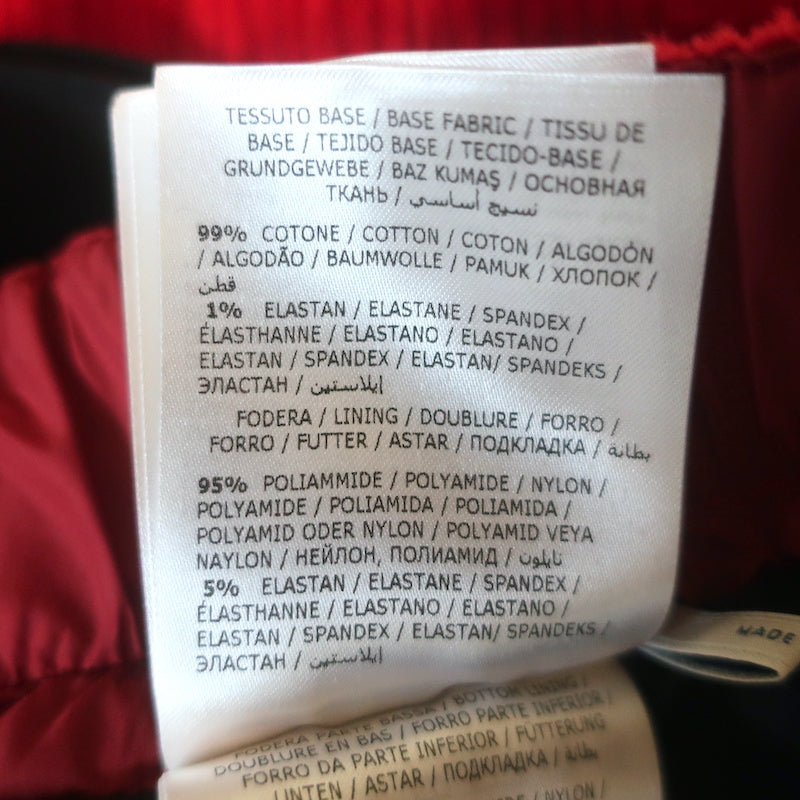 TESSUTO BASE / BASE FABRIC / TISSU DE
BASE / TEJIDO BASE / TECIDO-BASE /
GRUNDGEWEBE / BAZ KUMAŞ / ОСНОВНАЯ
ТКАНЬ / نسيج أساسي
99% COTONE / COTTON / COTON / ALGODÒN
/ ALGODÃO / BAUMWOLLE / PAMUK / ХЛОПОК /
قطن
1% ELASTAN / ELASTANE / SPANDEX /
ÉLASTHANNE / ELASTANO / ELASTANO /
ELASTAN / SPANDEX / ELASTAN/ SPANDEKS /
ЭЛАСТАН / إيلاستين
FODERA / LINING / DOUBLURE / FORRO /
FORRO / FUTTER / ASTAR / ПОДКЛАДКА / بطانة
95% POLIAMMIDE / POLYAMIDE / NYLON /
POLYAMIDE / POLIAMIDA / POLIAMIDA /
POLYAMID ODER NYLON / POLYAMID VEYA
NAYLON / НЕЙЛОН, ПОЛИАМИД / نايلون
5% ELASTAN / ELASTANE / SPANDEX /
ÉLASTHANNE / ELASTANO / ELASTANO /
ELASTAN / SPANDEX / ELASTAN/ SPANDEKS /
ЭЛАСТАН / إيلاستين
FODERA PARTE BASSA / BOTTOM LINING /
DOUBLURE EN BAS / FORRO PARTE INFERIOR /
FORRO DA PARTE INFERIOR / FUTTERUNG
UNTEN / ASTAR / ПОДКЛАДКА / بطانة
/ NYLON /
MADE